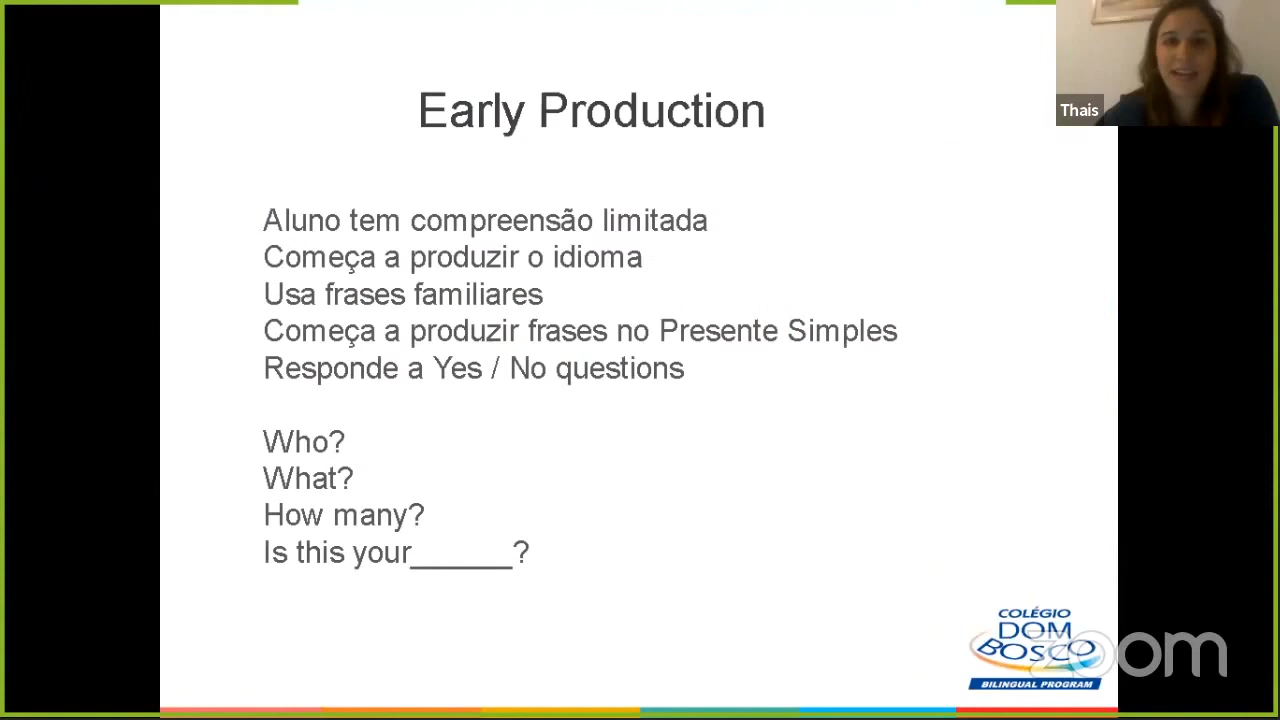 Early Production
Thais
Aluno tem compreensão limitada
Começa a produzir o idioma
Usa frases familiares
Começa a produzir frases no Presente Simples
Responde a Yes / No questions
Who?
What?
How many?
Is this your______?
COLÉGIO
DOM
BOSCO
BILINGUAL PROGRAM
zoom